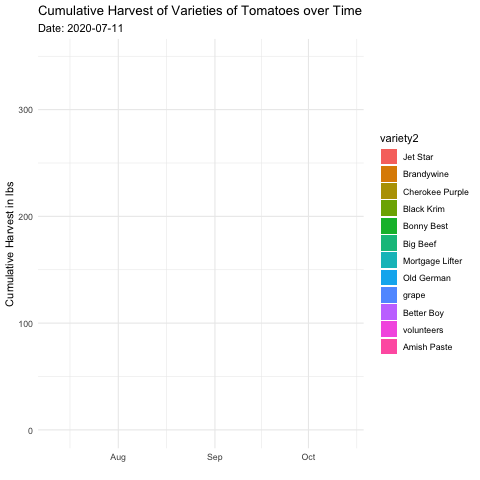 Cumulative Harvest of Varieties of Tomatoes over Time
Date: 2020-07-11
Cumulative Harvest in lbs
300
200
100
0
Aug
Sep
Oct
variety2
Jet Star
Brandywine
Cherokee Purple
Black Krim
Bonny Best
Big Beef
Mortgage Lifter
Old German
grape
Better Boy
volunteers
Amish Paste